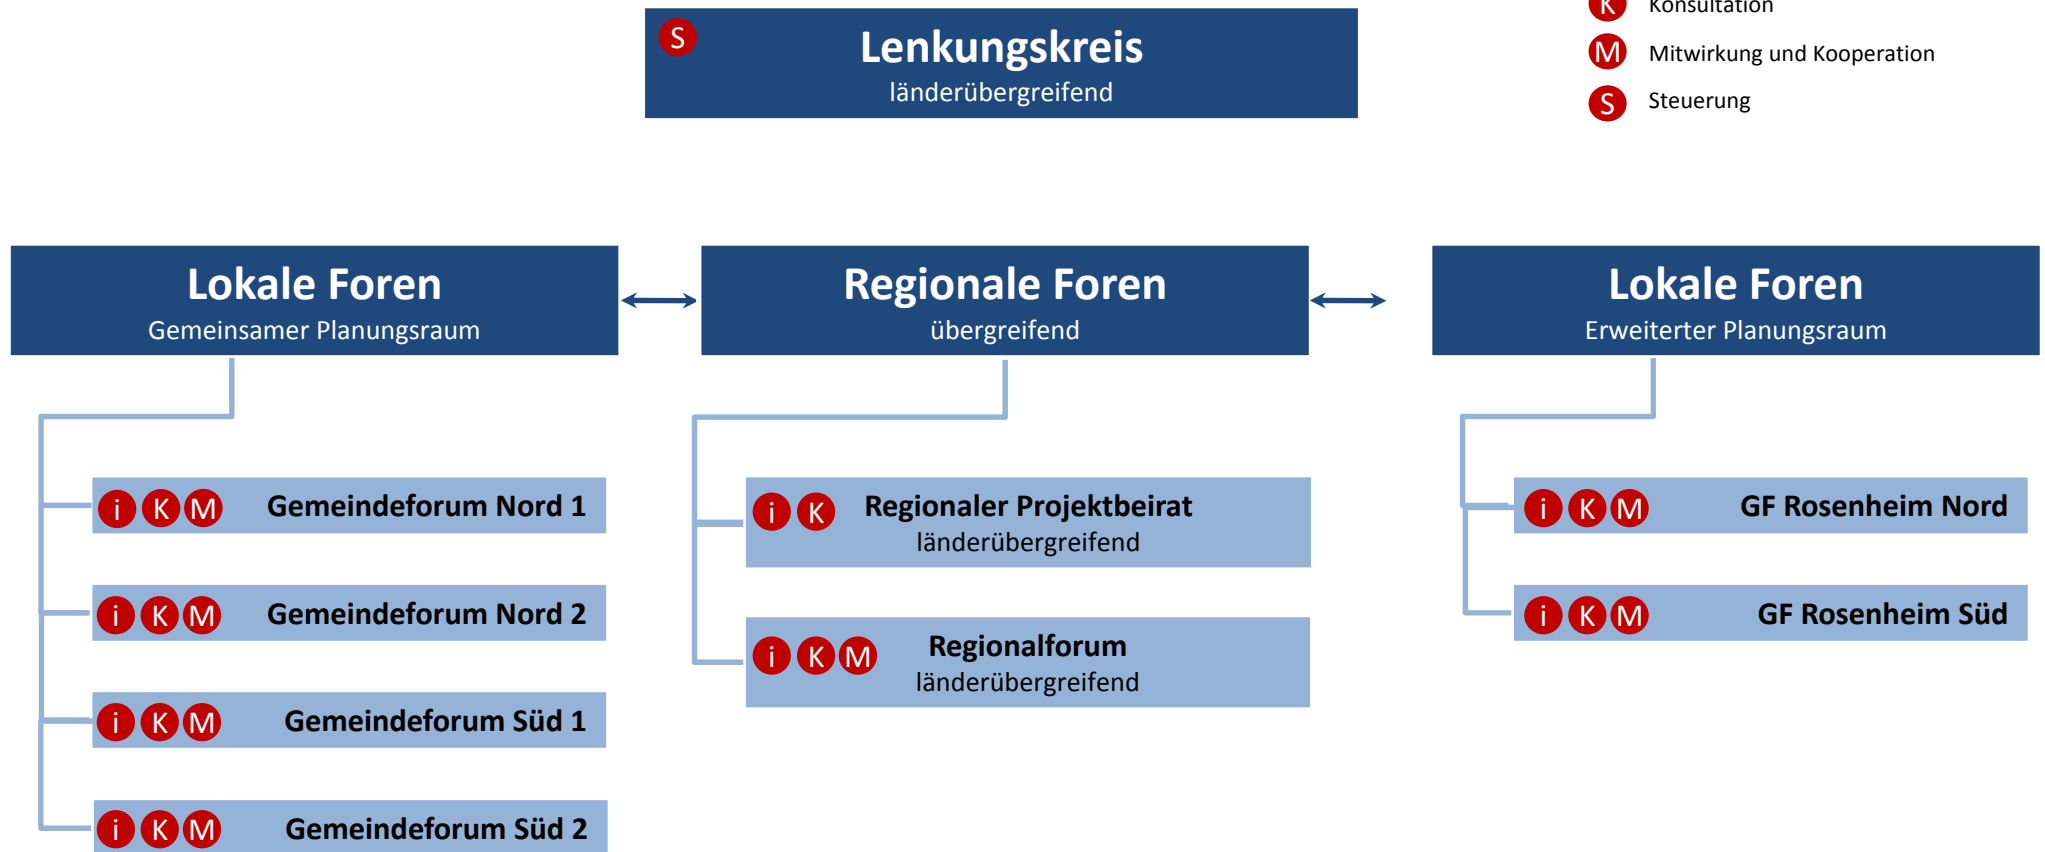 K Konsultation
S Lenkungskreis
länderübergreifend
M Mitwirkung und Kooperation
S Steuerung
Lokale Foren
Gemeinsamer Planungsraum
Regionale Foren
übergreifend
Lokale Foren
Erweiterter Planungsraum
i K M Gemeindeforum Nord 1
i K M Gemeindeforum Nord 2
i K M Gemeindeforum Süd 1
i K M Gemeindeforum Süd 2
i K Regionaler Projektbeirat
länderübergreifend
i K M Regionalforum
länderübergreifend
i K M GF Rosenheim Nord
i K M GF Rosenheim Süd